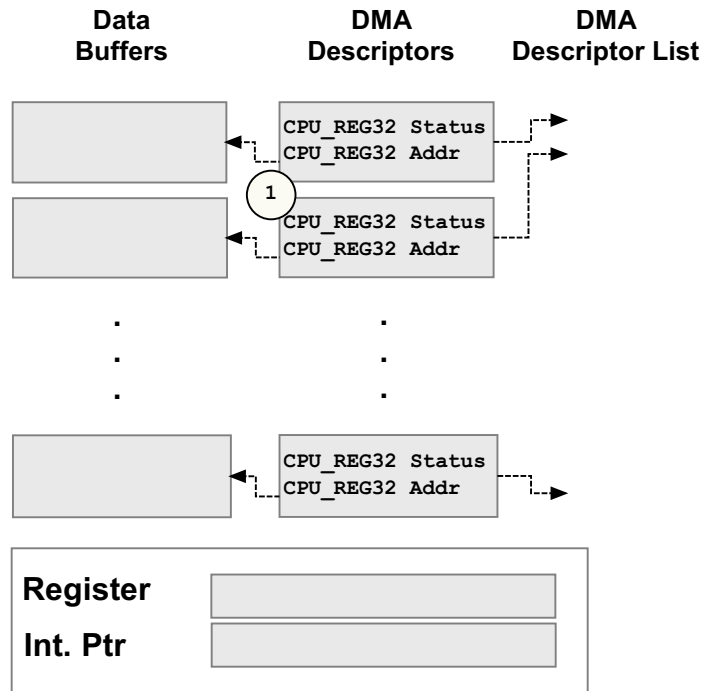 Data Buffers
DMA Descriptors
DMA Descriptor List
CPU_REG32 Status
CPU_REG32 Addr
1
CPU_REG32 Status
CPU_REG32 Addr
.
.
.
.
.
.
CPU_REG32 Status
CPU_REG32 Addr
Register
Int. Ptr